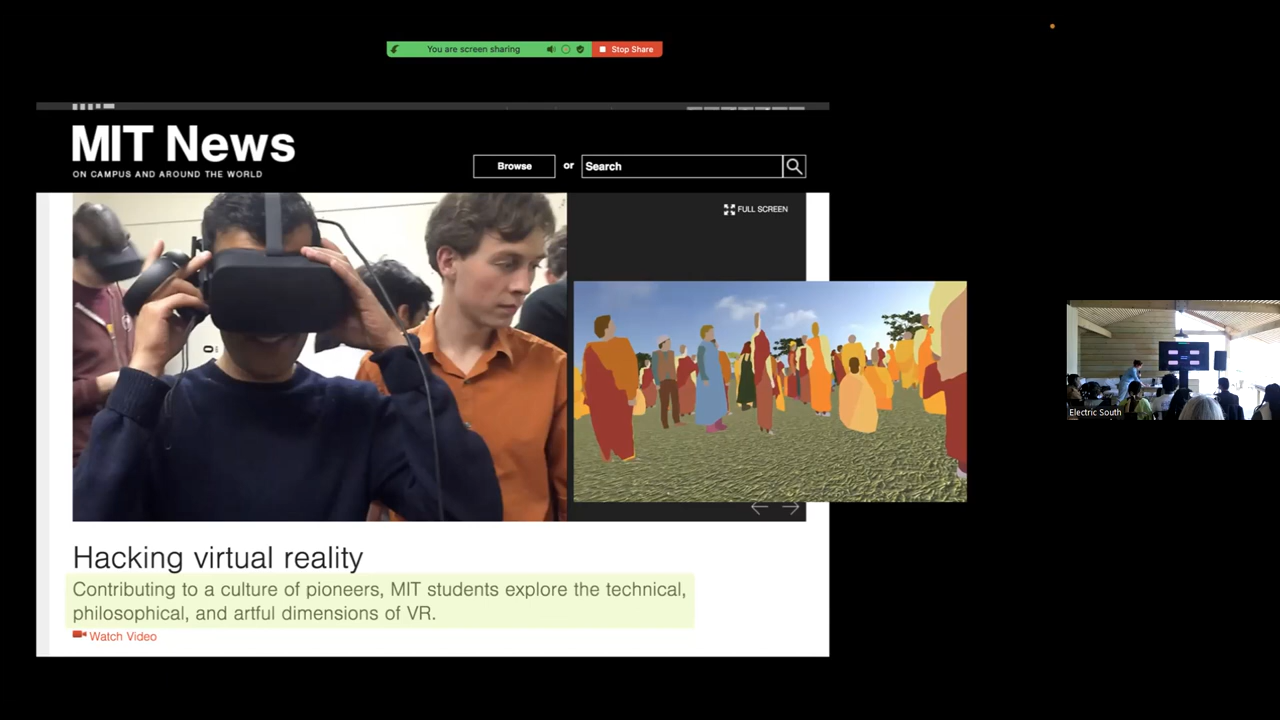 You are screen sharing
Stop Share
MIT News
ON CAMPUS AND AROUND THE WORLD
Browse or Search
FULL SCREEN
Electric South
Hacking virtual reality
Contributing to a culture of pioneers, MIT students explore the technical,
philosophical, and artful dimensions of VR.
Watch Video